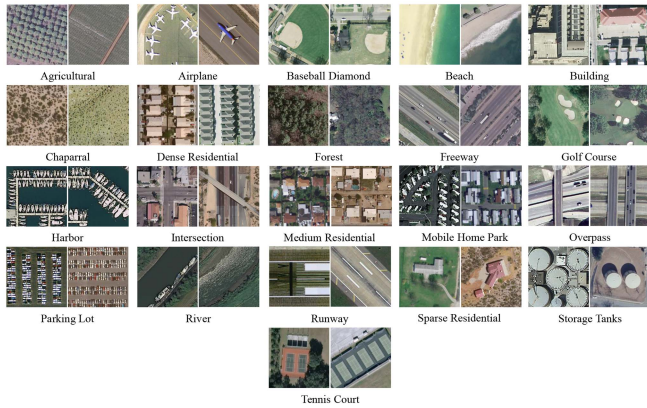 Agricultural
Airplane
Baseball Diamond
Beach
Building
Chaparral
Dense Residential
Forest
Freeway
Golf Course
Harbor
Intersection
Medium Residential
Mobile Home Park
Overpass
Parking Lot
River
Runway
Sparse Residential
Storage Tanks
Tennis Court